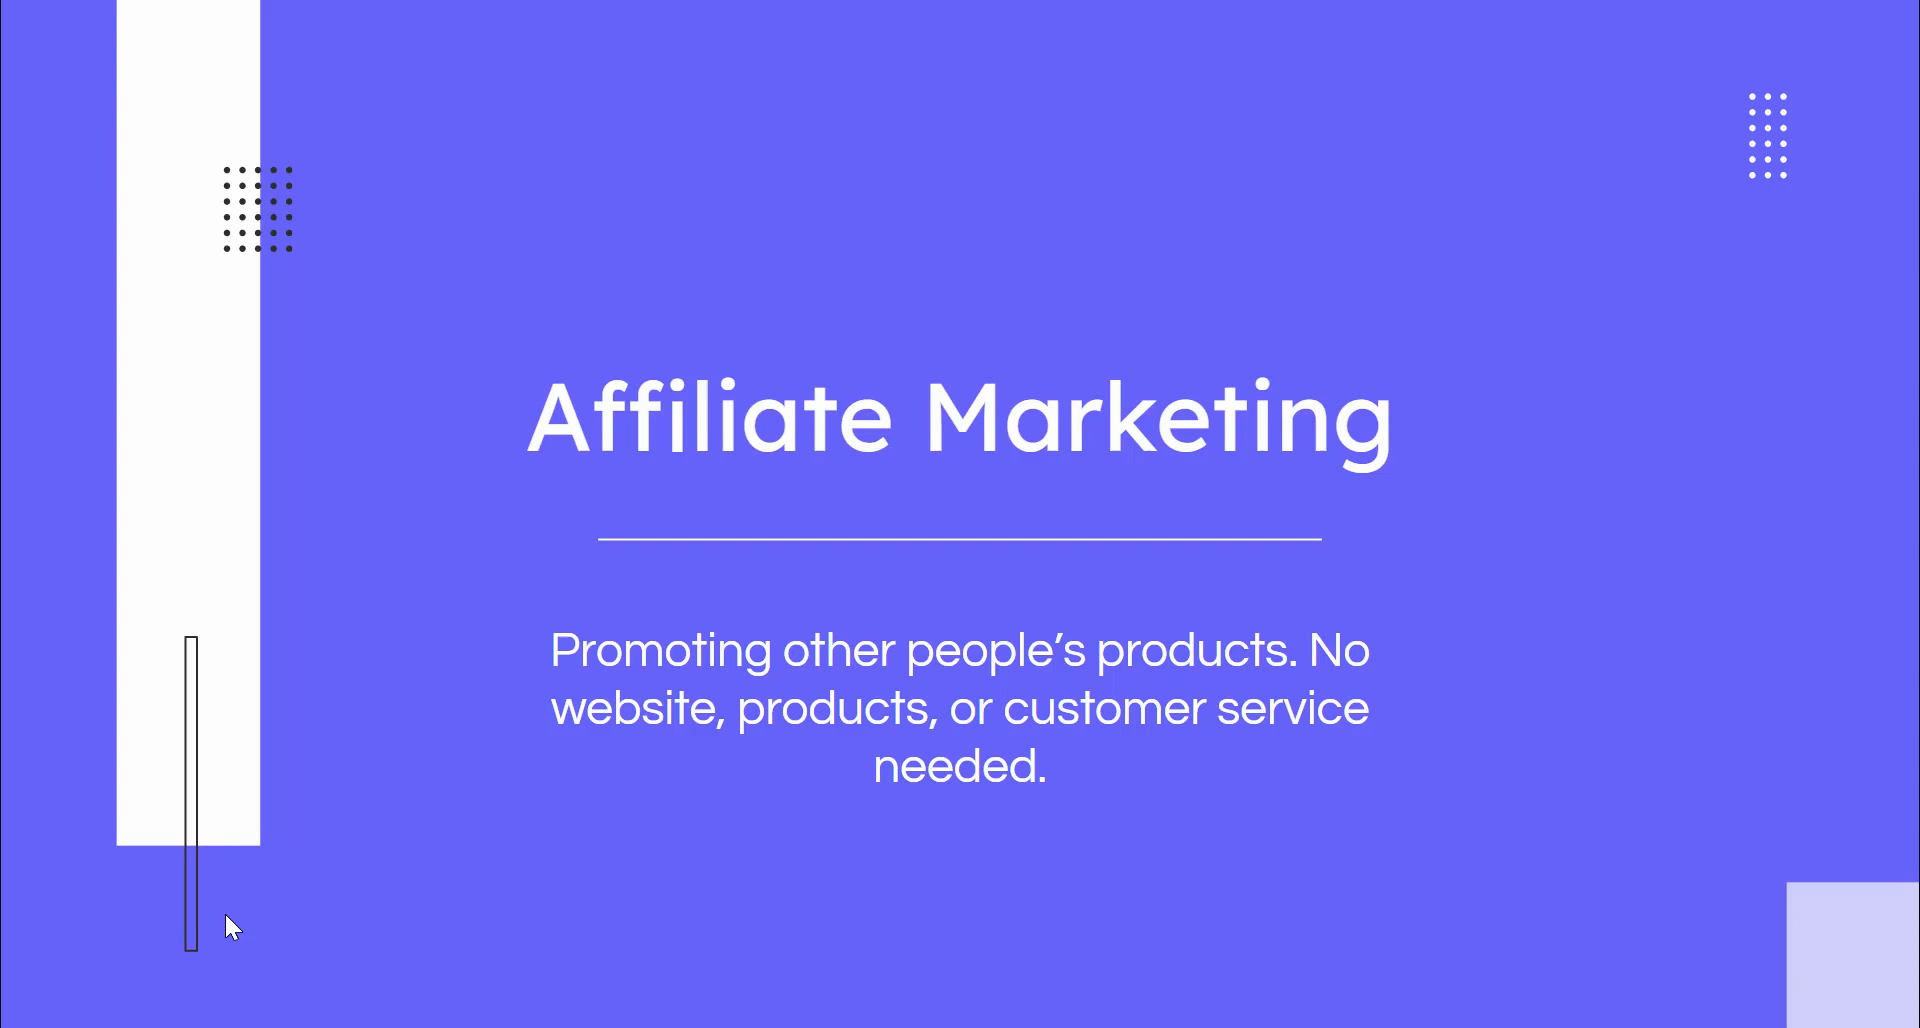 Affiliate Marketing
Promoting other people’s products. No
website, products, or customer service
needed.